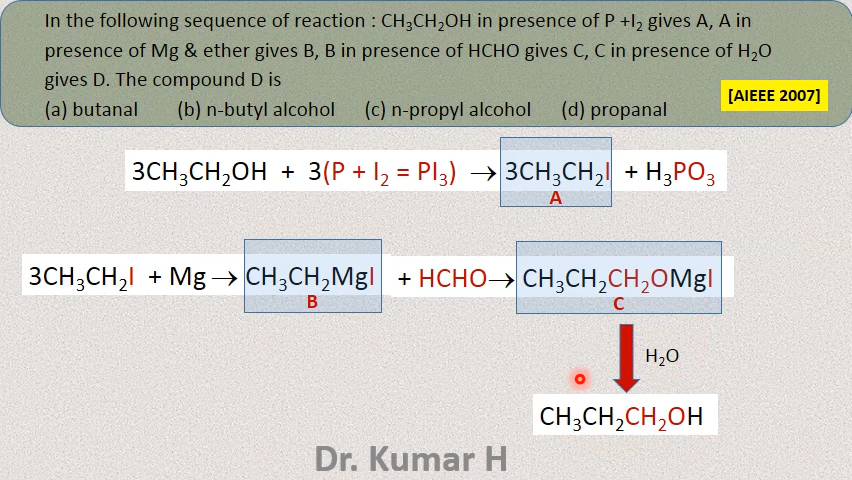 In the following sequence of reaction : CH₃CH₂OH in presence of P +I₂ gives A, A in
presence of Mg & ether gives B, B in presence of HCHO gives C, C in presence of H₂O
gives D. The compound D is
(a) butanal (b) n-butyl alcohol (c) n-propyl alcohol (d) propanal
[AIEEE 2007]
3CH₃CH₂OH + 3(P + I₂ = PI₃) → 3CH₃CH₂I + H₃PO₃
A
3CH₃CH₂I + Mg → CH₃CH₂MgI + HCHO → CH₃CH₂CH₂OMgI
B C
H₂O
CH₃CH₂CH₂OH
Dr. Kumar H